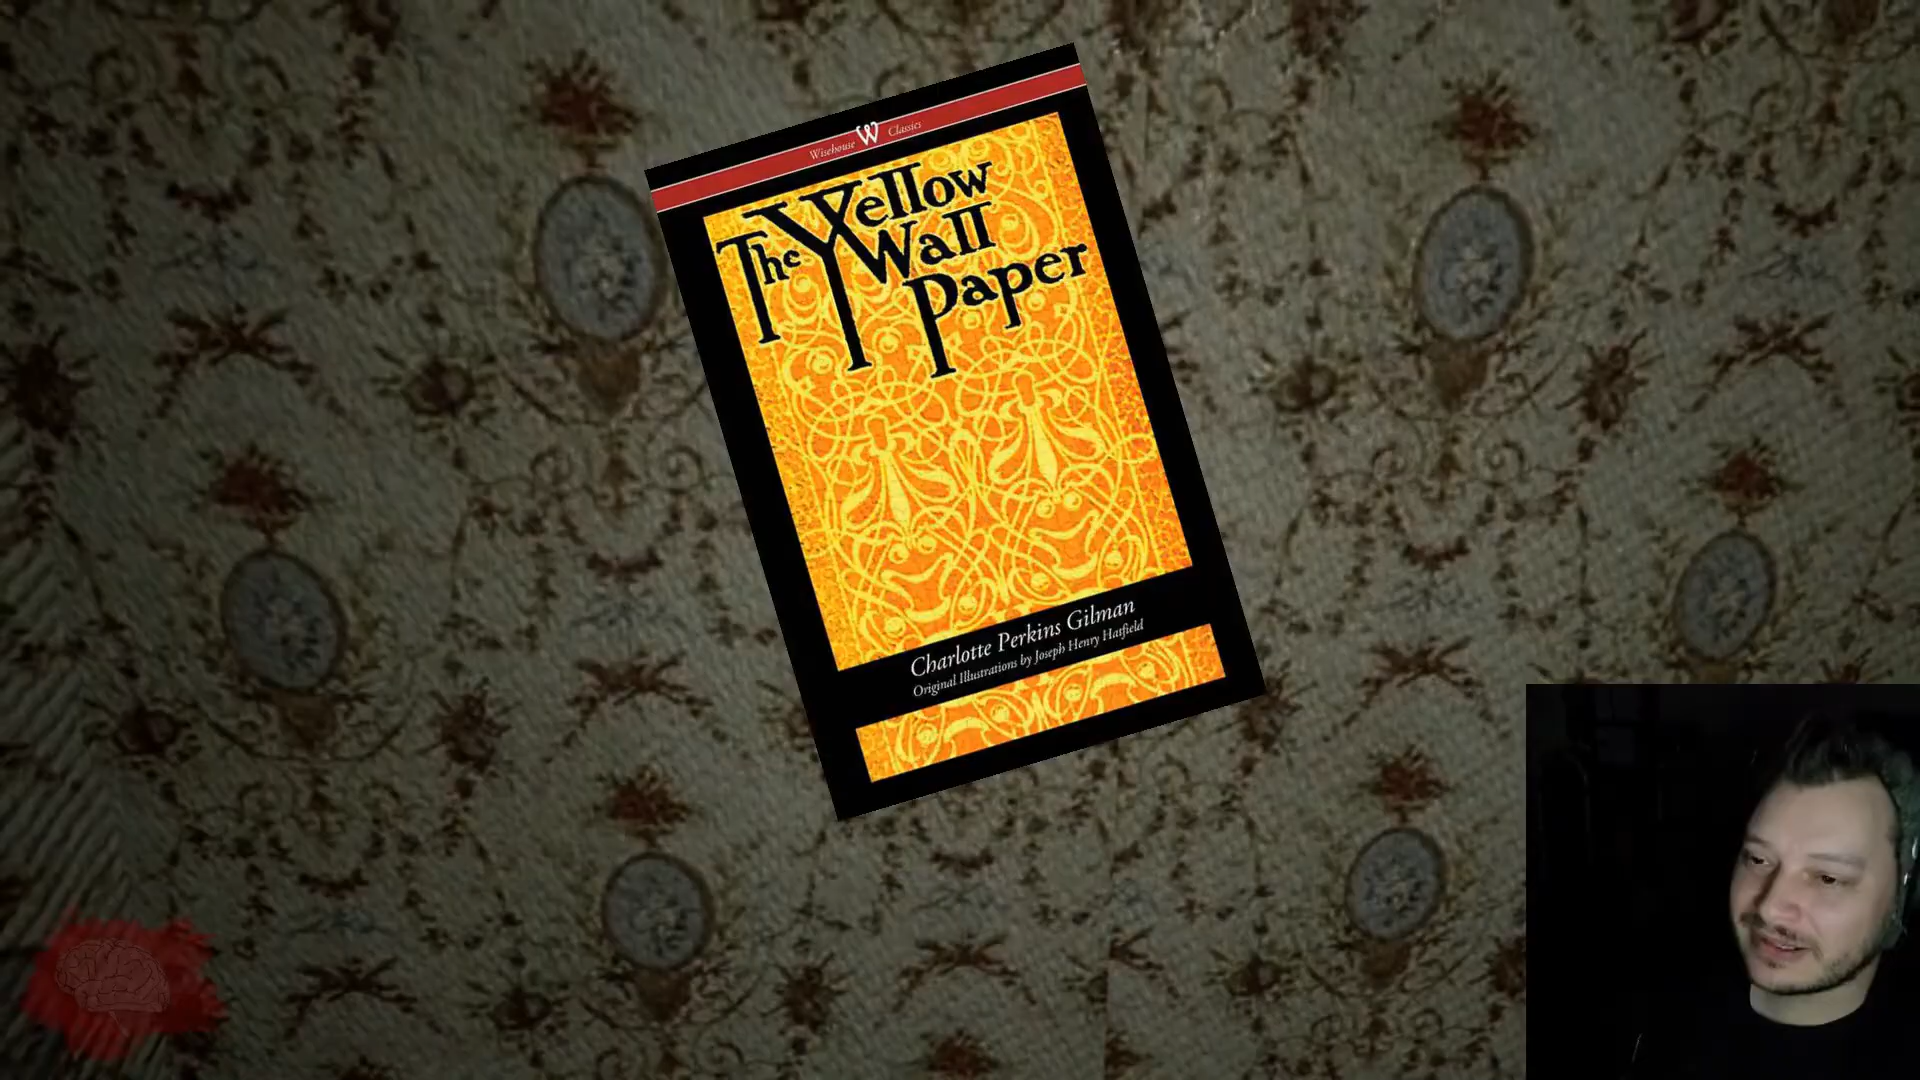 Wisehouse W Classics
The Yellow
Wall
Paper
Charlotte Perkins Gilman
Original Illustrations by Joseph Henry Hatfield